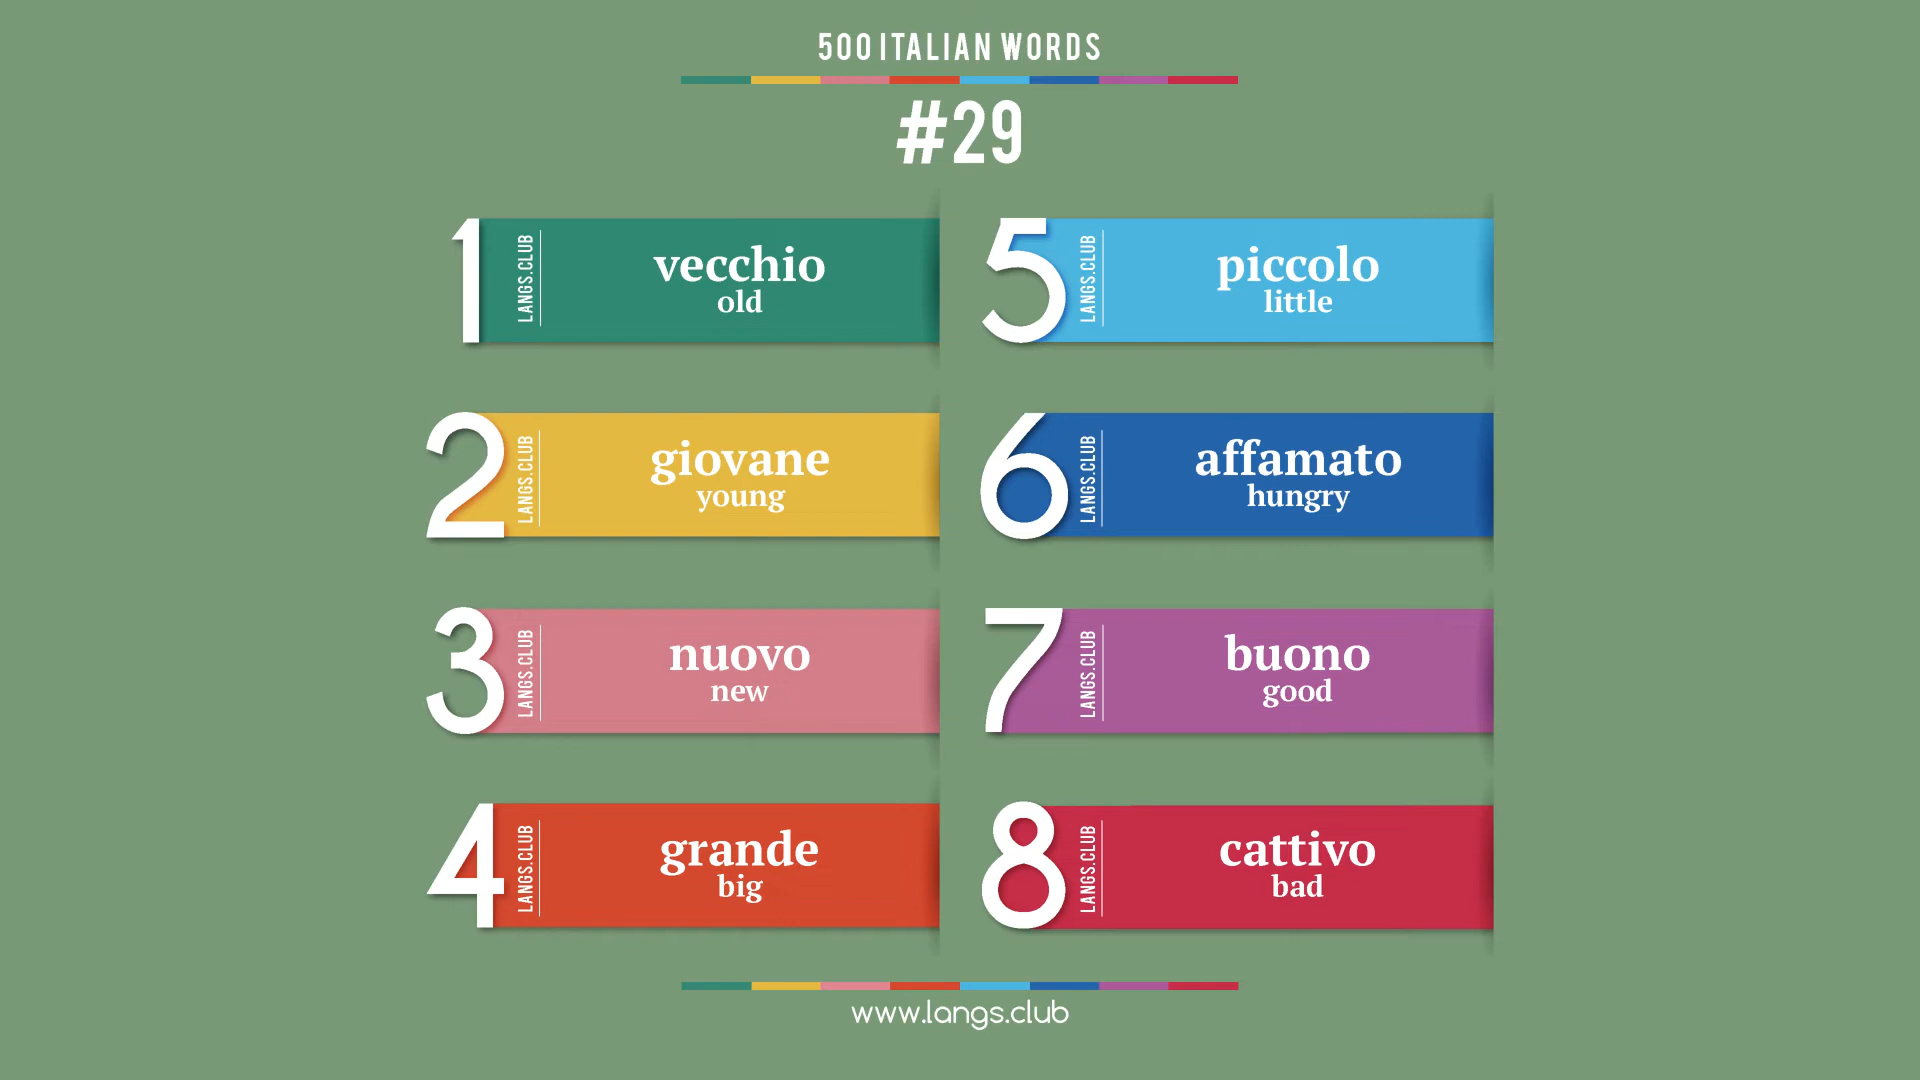 500 ITALIAN WORDS
#29
1
LANGS.CLUB
vecchio
old
2
LANGS.CLUB
giovane
young
3
LANGS.CLUB
nuovo
new
4
LANGS.CLUB
grande
big
5
LANGS.CLUB
piccolo
little
6
LANGS.CLUB
affamato
hungry
7
LANGS.CLUB
buono
good
8
LANGS.CLUB
cattivo
bad
www.langs.club